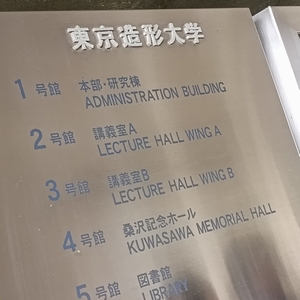 東京造形大学
1号館 本部・研究棟
ADMINISTRATION BUILDING
2号館 講義室A
LECTURE HALL WING A
3号館 講義室B
LECTURE HALL WING B
4号館 桑沢記念ホール
KUWASAWA MEMORIAL HALL
5号館 図書館
LIBRARY